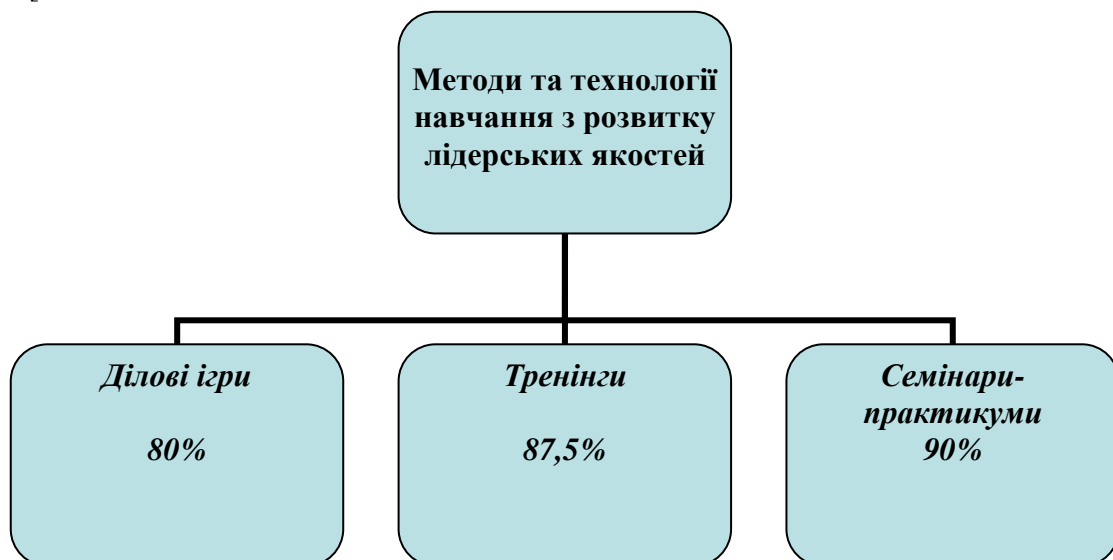 Методи та технології
навчання з розвитку
лідерських якостей
Ділові ігри
80%
Тренінги
87,5%
Семінари-
практикуми
90%